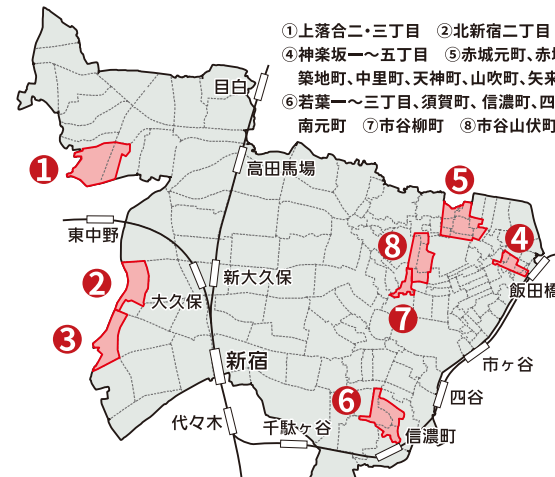 ①上落合二・三丁目 ②北新宿二丁目
④神楽坂一〜五丁目 ⑤赤城元町、赤
築地町、中里町、天神町、山吹町、矢来
⑥若葉一〜三丁目、須賀町、信濃町、四
南元町 ⑦市谷柳町 ⑧市谷山伏町
目白
1
高田馬場
5
東中野
8
4
2
新大久保
飯田橋
大久保
7
3
新宿
市ヶ谷
6
四谷
代々木
千駄ヶ谷
信濃町